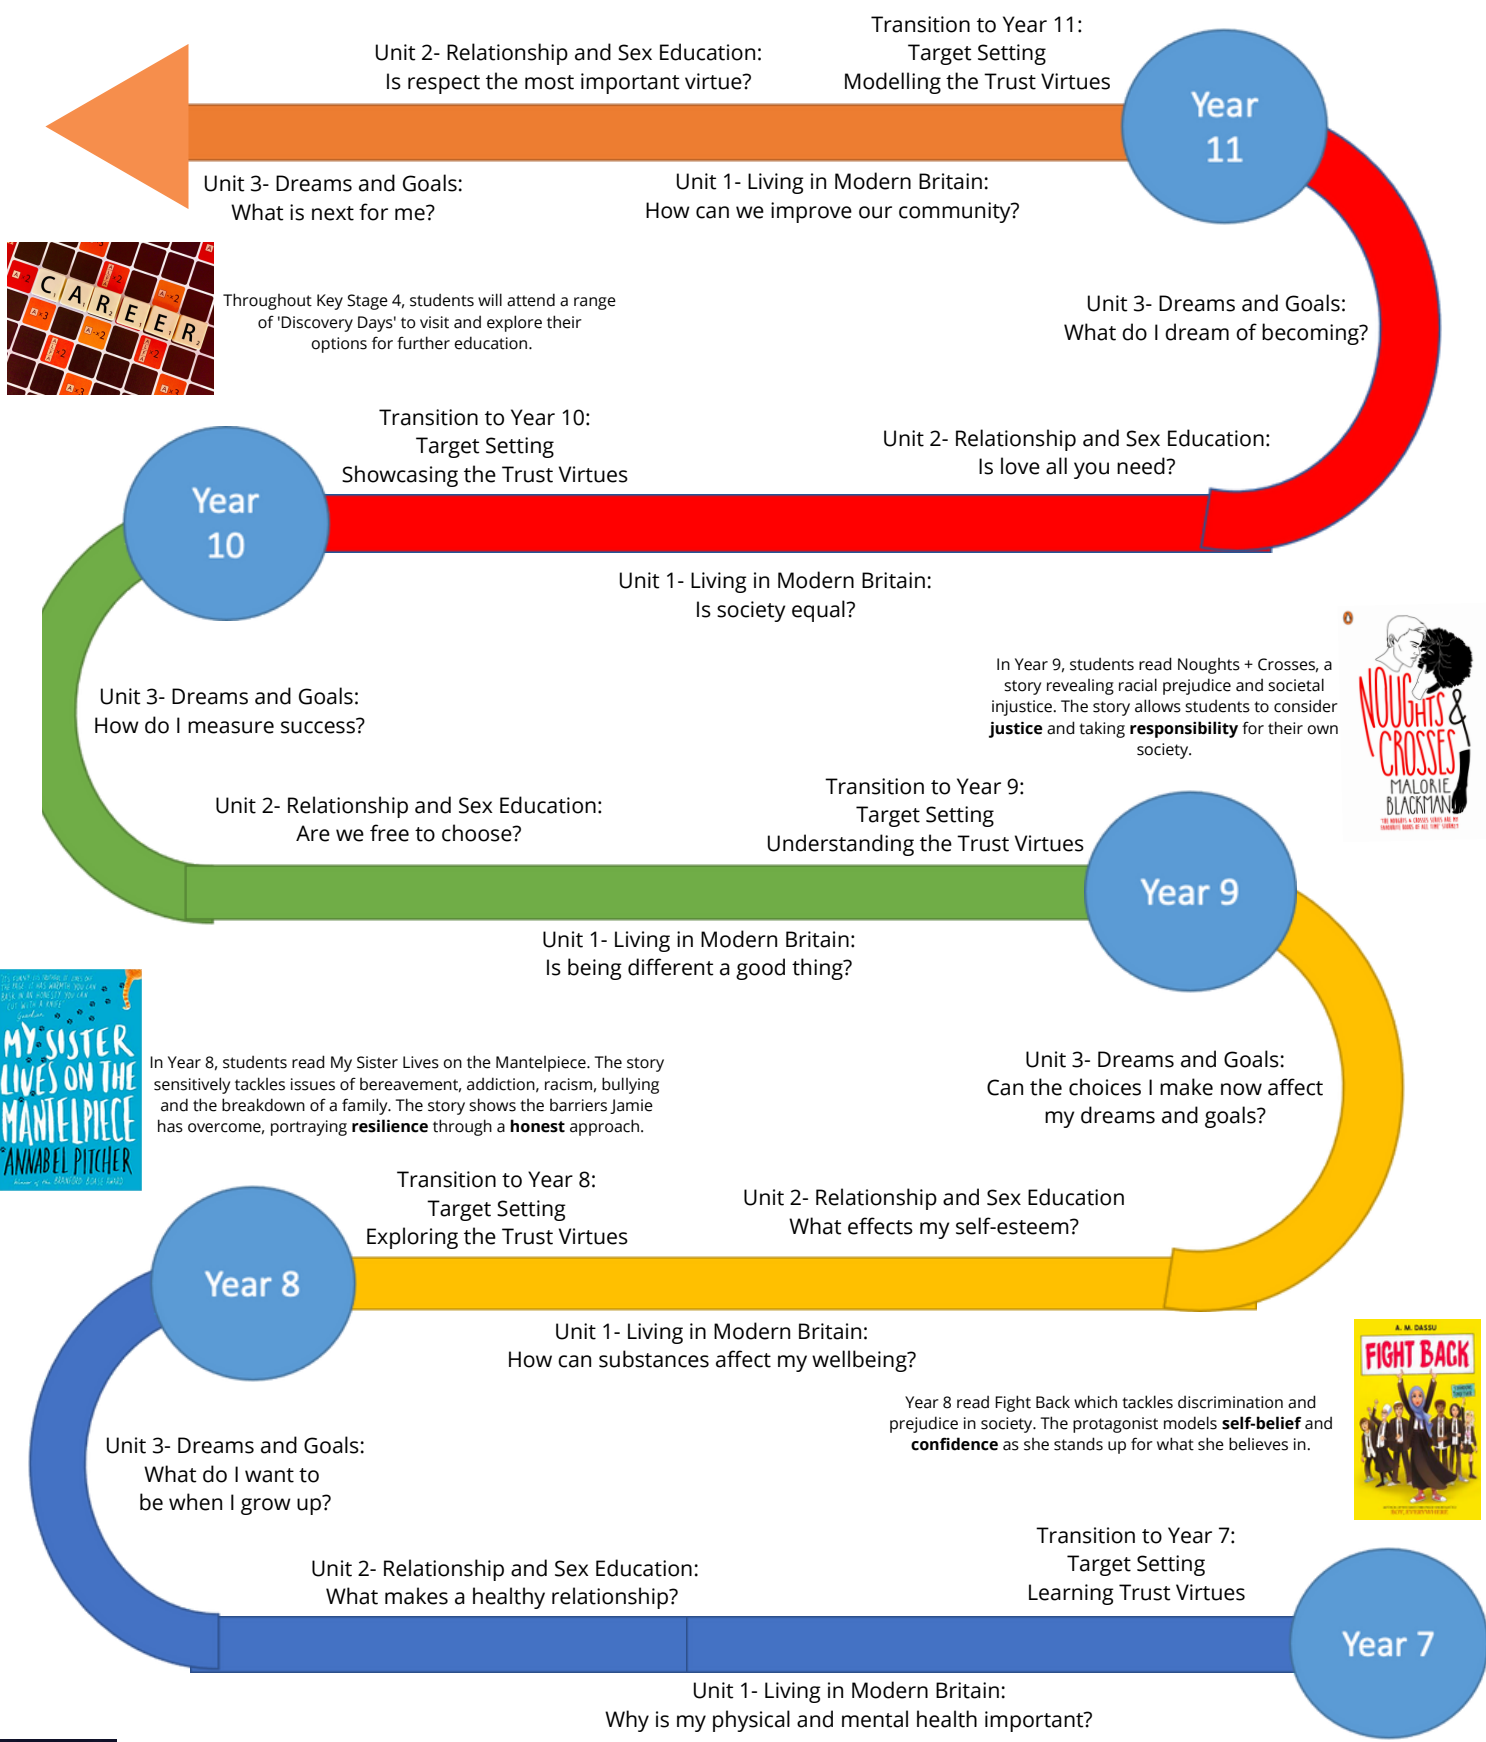 Transition to Year 11:
Target Setting
Modelling the Trust Virtues
Unit 2- Relationship and Sex Education:
Is respect the most important virtue?
Year
11
Unit 3- Dreams and Goals:
What is next for me?
Unit 1- Living in Modern Britain:
How can we improve our community?
CAREER
Throughout Key Stage 4, students will attend a range
of 'Discovery Days' to visit and explore their
options for further education.
Unit 3- Dreams and Goals:
What do I dream of becoming?
Transition to Year 10:
Target Setting
Showcasing the Trust Virtues
Unit 2- Relationship and Sex Education:
Is love all you need?
Year
10
Unit 1- Living in Modern Britain:
Is society equal?
In Year 9, students read Noughts + Crosses, a
story revealing racial prejudice and societal
injustice. The story allows students to consider
justice and taking responsibility for their own
society.
NOUGHTS &
CROSSES
MALORIE
BLACKMAN
Unit 3- Dreams and Goals:
How do I measure success?
Unit 2- Relationship and Sex Education:
Are we free to choose?
Transition to Year 9:
Target Setting
Understanding the Trust Virtues
Year 9
Unit 1- Living in Modern Britain:
Is being different a good thing?
MY SISTER
LIVES ON THE
MANTELPIECE
ANNABEL PITCHER
In Year 8, students read My Sister Lives on the Mantelpiece. The story
sensitively tackles issues of bereavement, addiction, racism, bullying
and the breakdown of a family. The story shows the barriers Jamie
has overcome, portraying resilience through a honest approach.
Unit 3- Dreams and Goals:
Can the choices I make now affect
my dreams and goals?
Transition to Year 8:
Target Setting
Exploring the Trust Virtues
Unit 2- Relationship and Sex Education
What effects my self-esteem?
Year 8
Unit 1- Living in Modern Britain:
How can substances affect my wellbeing?
A. M. DASSU
FIGHT BACK
Year 8 read Fight Back which tackles discrimination and
prejudice in society. The protagonist models self-belief and
confidence as she stands up for what she believes in.
Unit 3- Dreams and Goals:
What do I want to
be when I grow up?
Transition to Year 7:
Target Setting
Learning Trust Virtues
Unit 2- Relationship and Sex Education:
What makes a healthy relationship?
Year 7
Unit 1- Living in Modern Britain:
Why is my physical and mental health important?